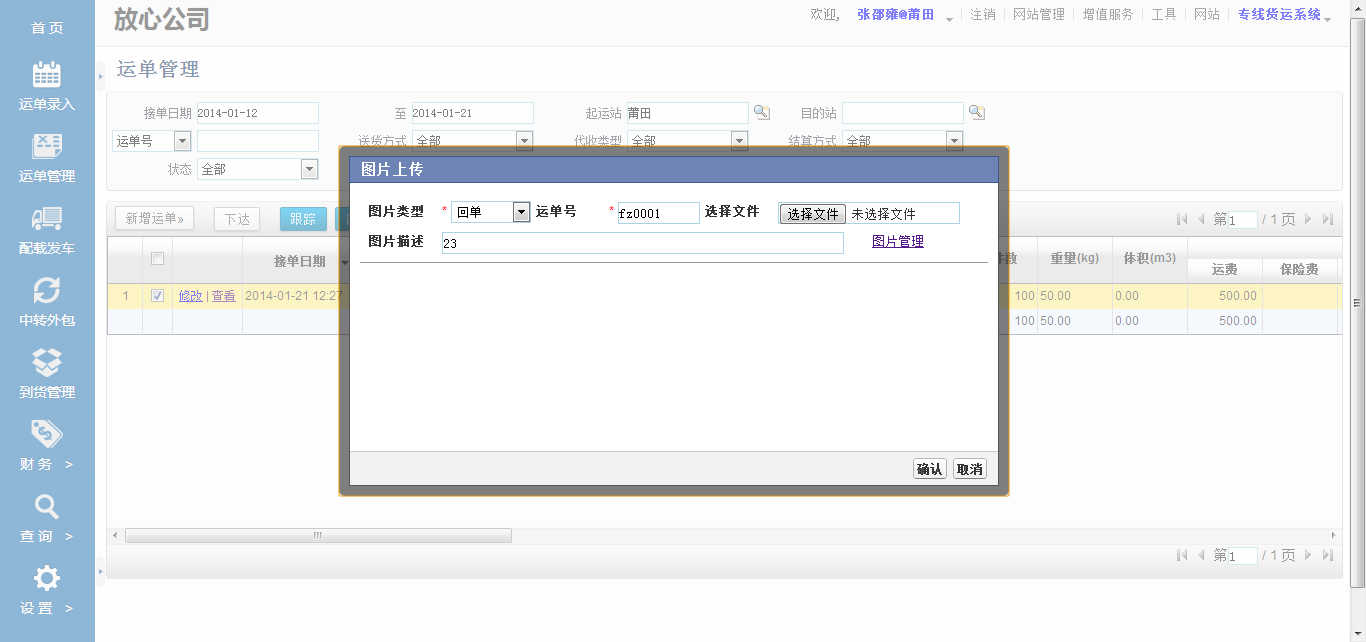 首 页
运单录入
运单管理
配载发车
中转外包
到货管理
财 务 >
查 询 >
设 置 >
放心公司
欢迎, 张邵雍@莆田 注销 网站管理 增值服务 工具 网站 专线货运系统
运单管理
接单日期 2014-01-12 至 2014-01-21 起运站 莆田 目的站
运单号 送货方式 全部 代收类型 全部 结算方式 全部
状态 全部
新增运单» 下达 跟踪 第 1 / 1 页
接单日期 件数 重量(kg) 体积(m3) 运费 保险费
1 修改 | 查看 2014-01-21 12:27 100 50.00 0.00 500.00
100 50.00 0.00 500.00
图片上传
图片类型 * 回单 运单号 * fz0001 选择文件 选择文件 未选择文件
图片描述 23 图片管理
确认 取消
第 1 / 1 页